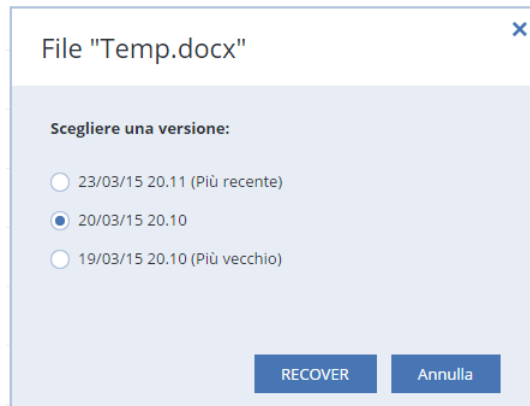 File "Temp.docx"
Scegliere una versione:
23/03/15 20.11 (Più recente)
20/03/15 20.10
19/03/15 20.10 (Più vecchio)
RECOVER Annulla